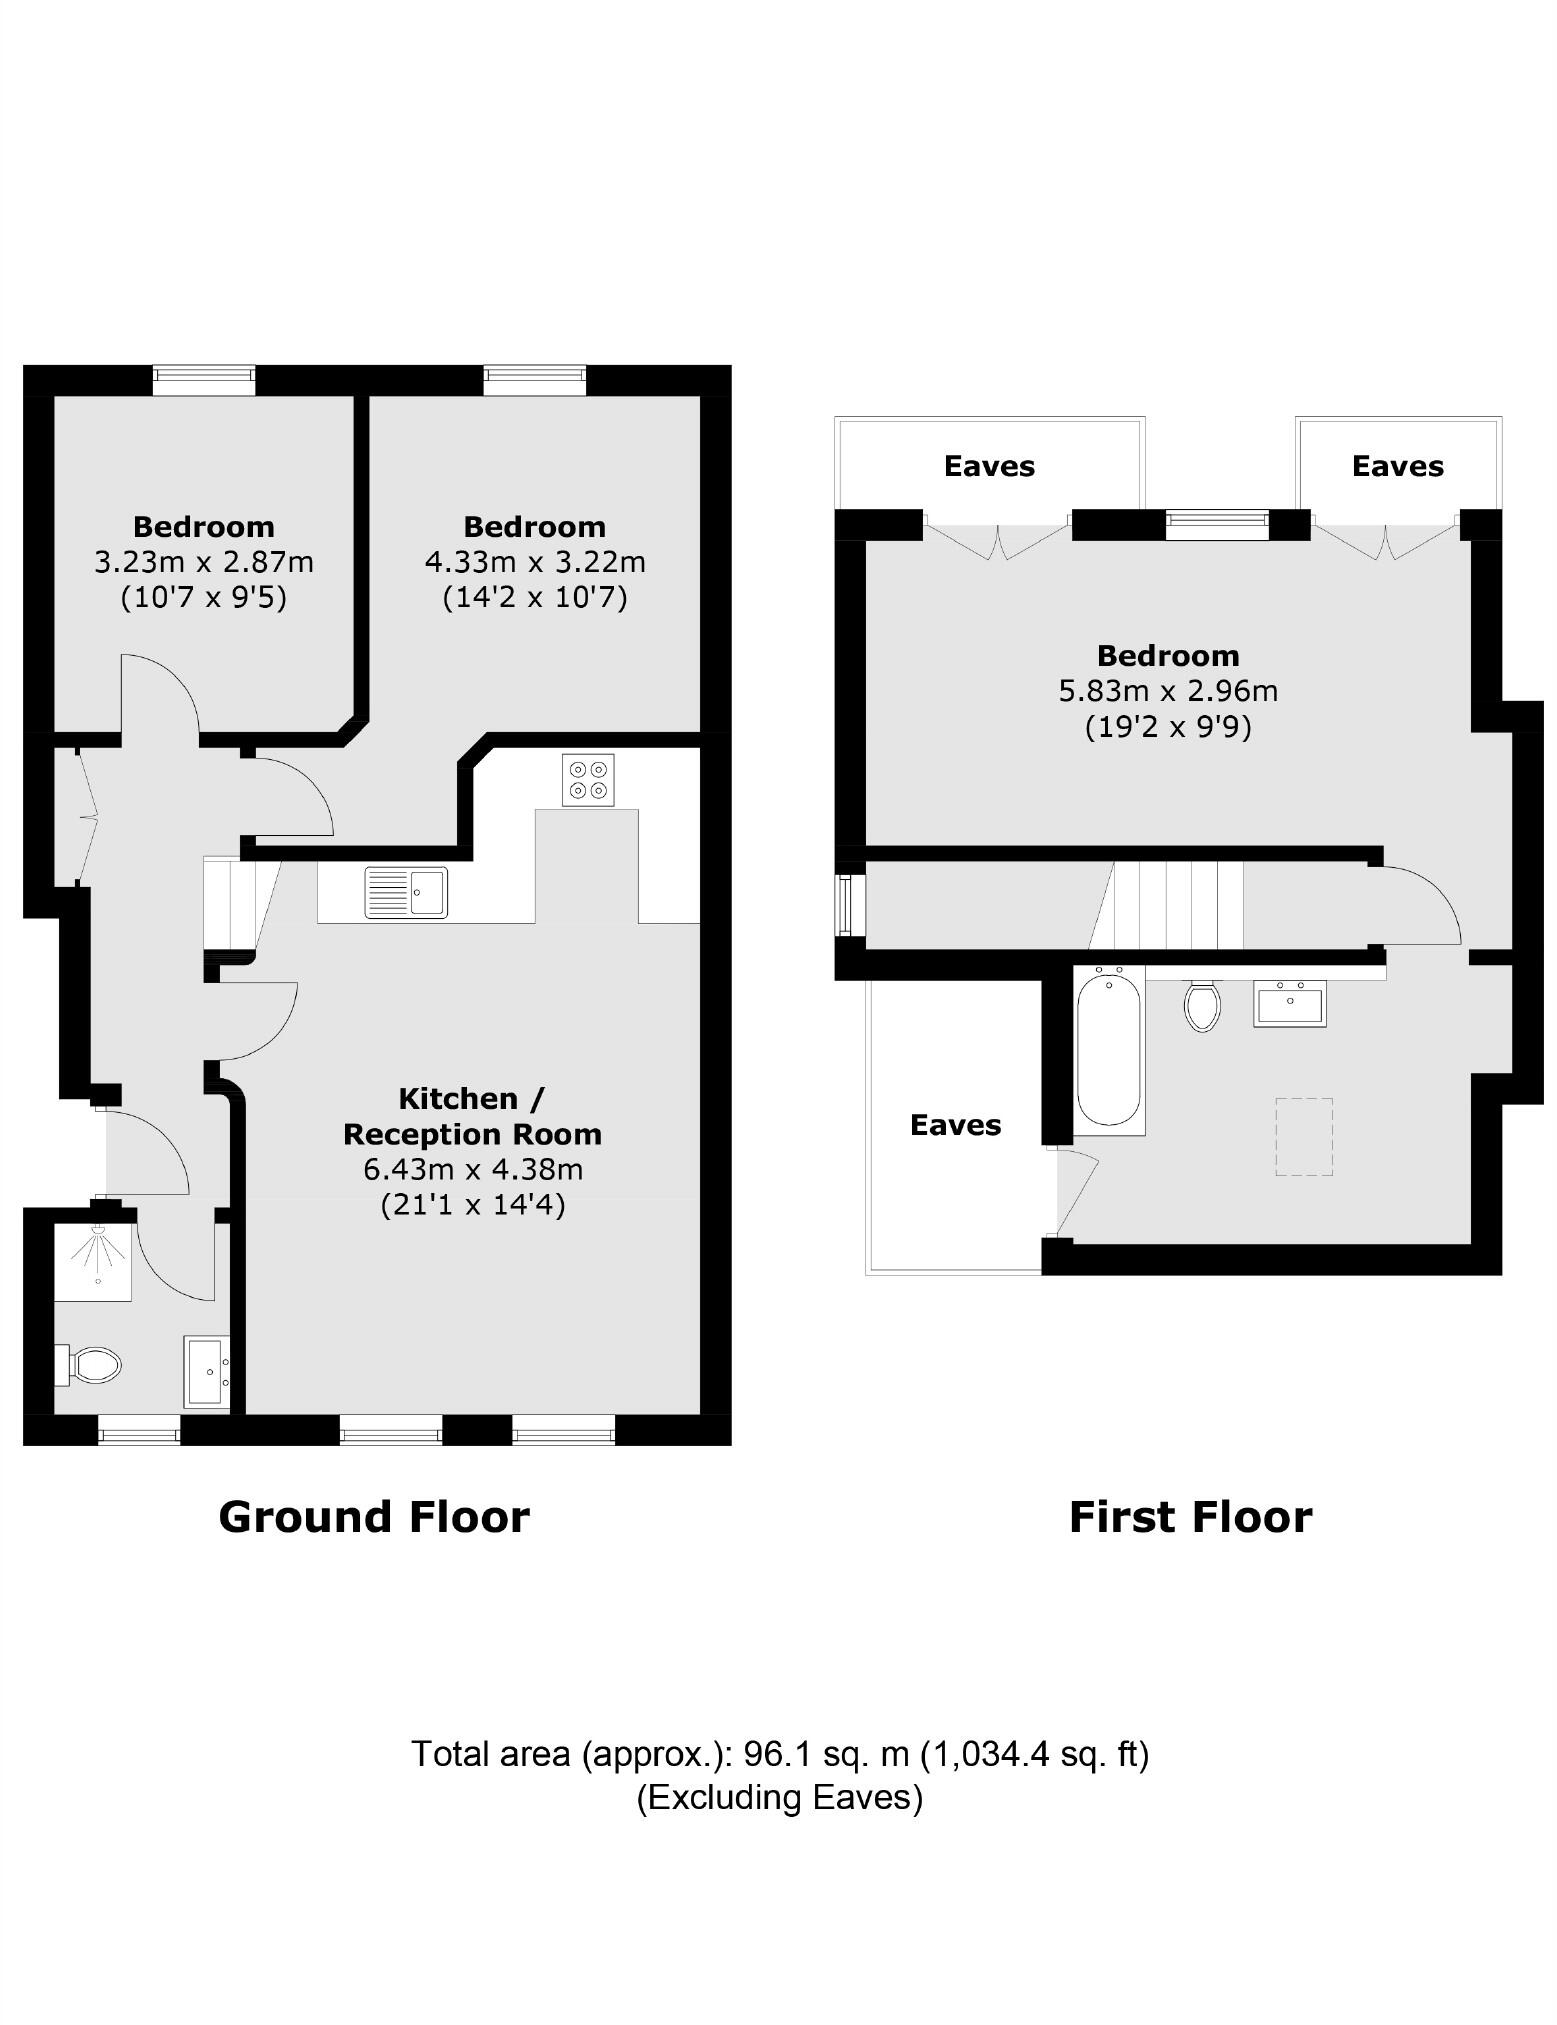 Bedroom
3.23m x 2.87m
(10'7 x 9'5)
Bedroom
4.33m x 3.22m
(14'2 x 10'7)
Kitchen /
Reception Room
6.43m x 4.38m
(21'1 x 14'4)
Ground Floor
Eaves
Eaves
Bedroom
5.83m x 2.96m
(19'2 x 9'9)
Eaves
First Floor
Total area (approx.): 96.1 sq. m (1,034.4 sq. ft)
(Excluding Eaves)